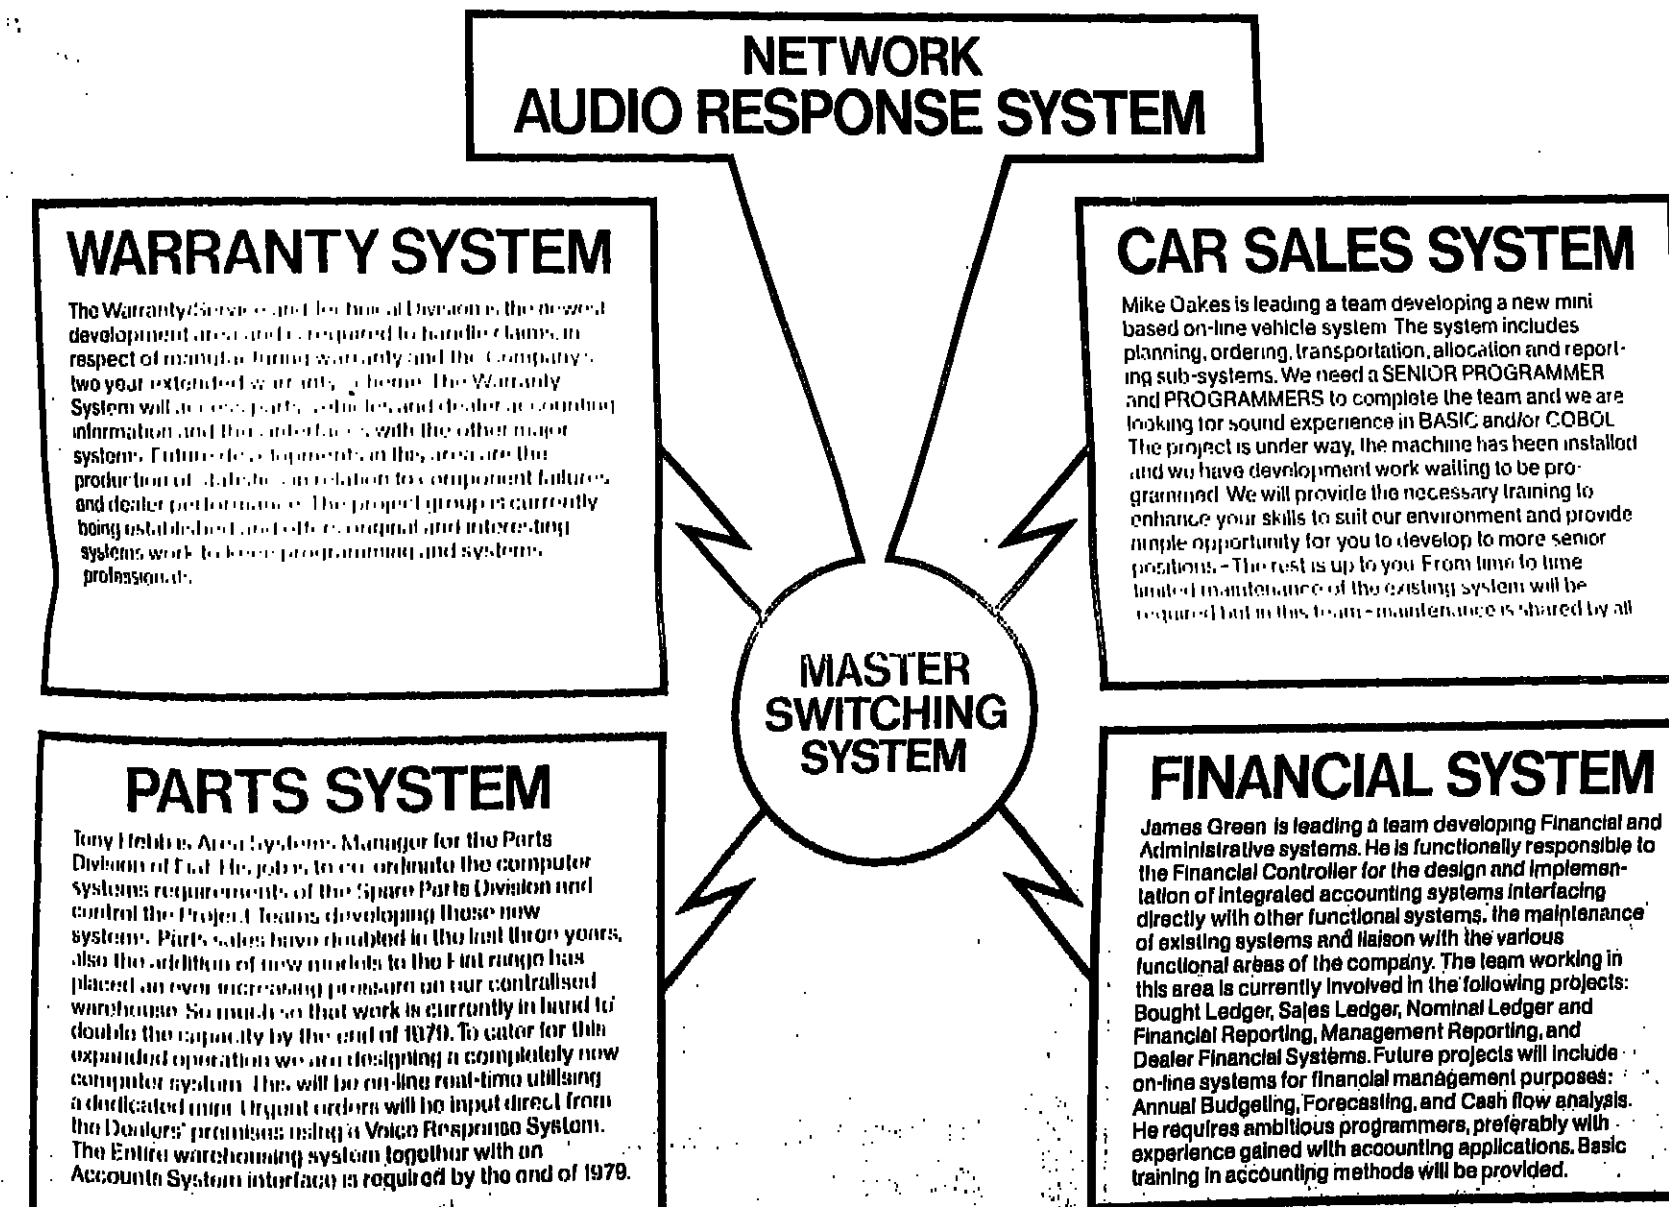 NETWORK
AUDIO RESPONSE SYSTEM
WARRANTY SYSTEM
The Warranty/Service and Technical Division is the newest
development area and is required to handle claims in
respect of manufacturing warranty and the Company's
two year extended warranty scheme. The Warranty
System will access parts, vehicles and dealer accounting
information and the interfaces with the other major
systems. Future developments in this area are the
production of statistics in relation to component failures
and dealer performance. The project group is currently
being established and offers original and interesting
systems work to keen programming and systems
professionals.
CAR SALES SYSTEM
Mike Oakes is leading a team developing a new mini
based on-line vehicle system The system includes
planning, ordering, transportation, allocation and report-
ing sub-systems. We need a SENIOR PROGRAMMER
and PROGRAMMERS to complete the team and we are
looking for sound experience in BASIC and/or COBOL
The project is under way, the machine has been installed
and we have development work waiting to be pro-
grammed We will provide the necessary training to
enhance your skills to suit our environment and provide
ample opportunity for you to develop to more senior
positions - The rest is up to you From time to time
limited maintenance of the existing system will be
required but in this team - maintenance is shared by all
MASTER
SWITCHING
SYSTEM
PARTS SYSTEM
Tony is Area Systems Manager for the Parts
Division of Fiat. His job is to co-ordinate the computer
systems requirements of the Spare Parts Division and
control the Project Teams developing those new
systems. Parts sales have doubled in the last three years,
also the addition of new models to the Fiat range has
placed an ever increasing pressure on our centralised
warehouse So much so that work is currently in hand to
double the capacity by the end of 1979. To cater for this
expanded operation we are designing a completely new
computer system This will be on-line real-time utilising
a dedicated mini Urgent orders will be input direct from
the Dealers' premises using a Voice Response System.
The Entire warehousing system together with an
Accounts System interface is required by the end of 1979.
FINANCIAL SYSTEM
James Green is leading a team developing Financial and
Administrative systems. He is functionally responsible to
the Financial Controller for the design and implemen-
tation of integrated accounting systems interfacing
directly with other functional systems, the maintenance
of existing systems and liaison with the various
functional areas of the company. The team working in
this area is currently involved in the following projects:
Bought Ledger, Sales Ledger, Nominal Ledger and
Financial Reporting, Management Reporting, and
Dealer Financial Systems. Future projects will include
on-line systems for financial management purposes:
Annual Budgeting, Forecasting, and Cash flow analysis.
He requires ambitious programmers, preferably with
experience gained with accounting applications. Basic
training in accounting methods will be provided.